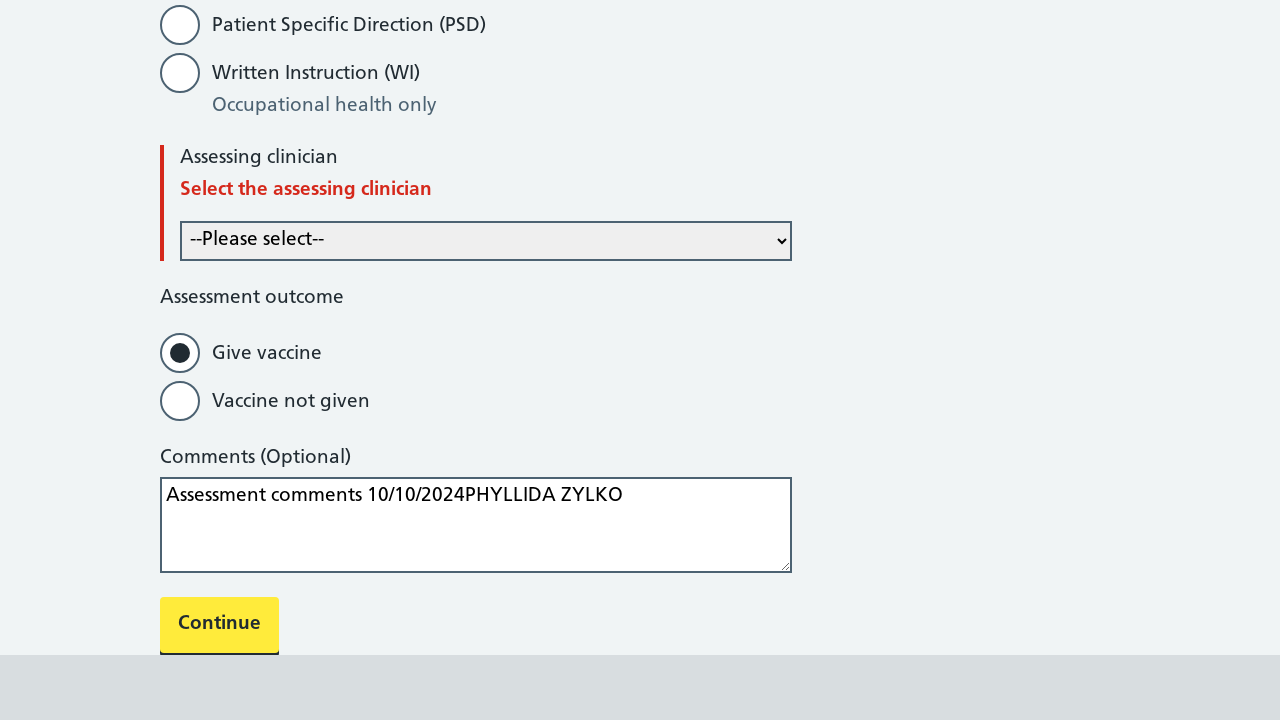 Patient Specific Direction (PSD)
Written Instruction (WI)
Occupational health only
Assessing clinician
Select the assessing clinician
--Please select--
Assessment outcome
Give vaccine
Vaccine not given
Comments (Optional)
Assessment comments 10/10/2024PHYLLIDA ZYLKO
Continue